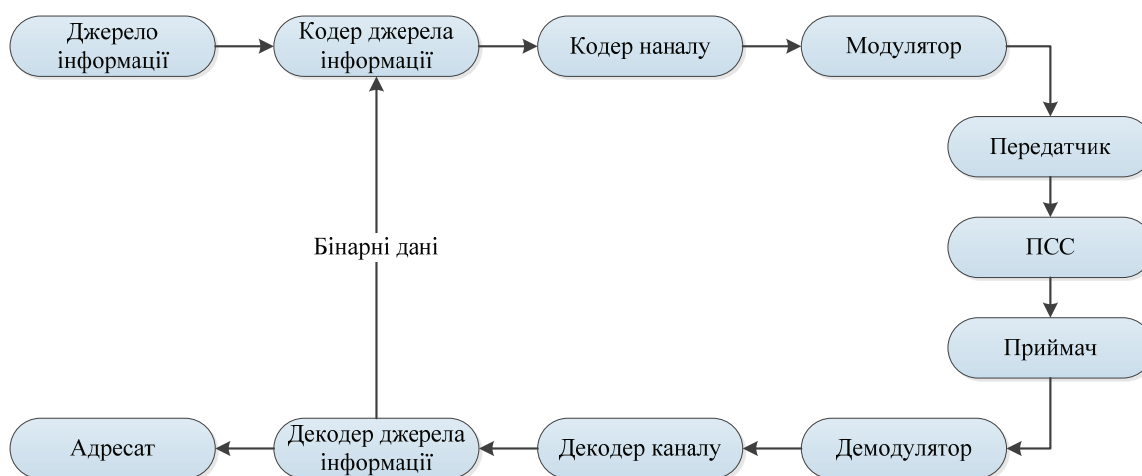 Джерело
інформації
Кодер джерела
інформації
Кодер наналу
Модулятор
Передатчик
ПСС
Бінарні дані
Приймач
Адресат
Декодер джерела
інформації
Декодер каналу
Демодулятор